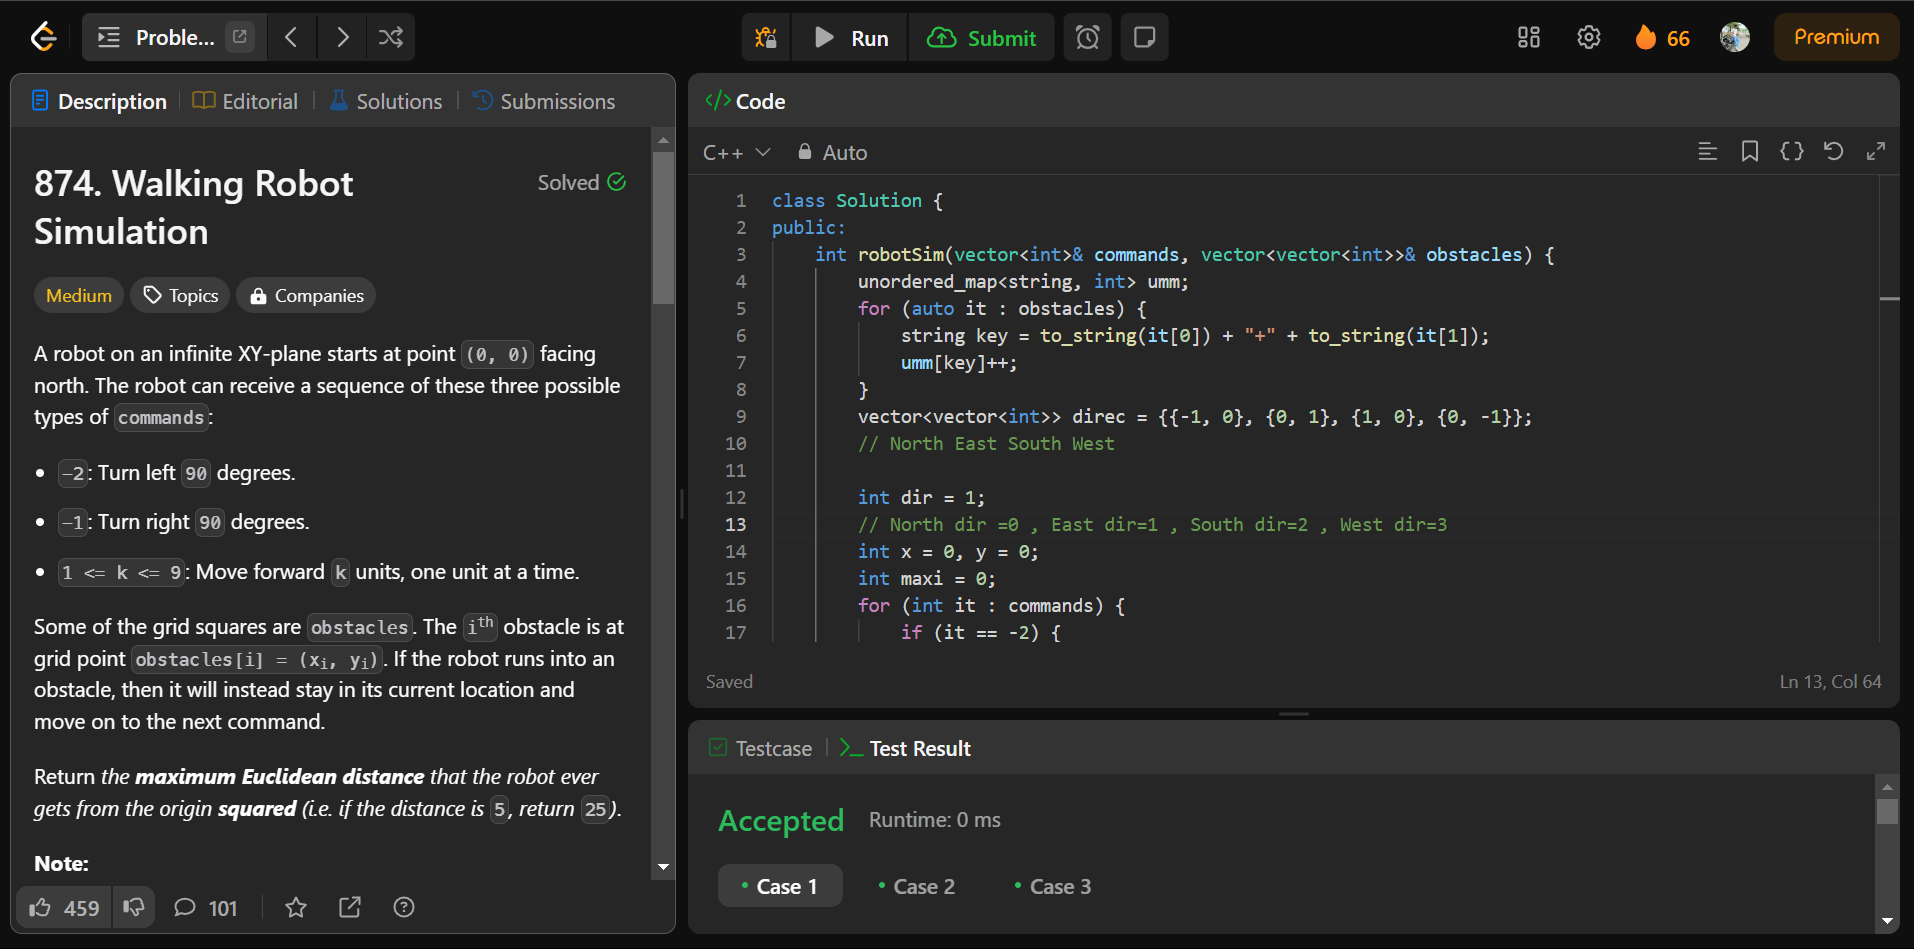 Proble...
Run
Submit
66
Premium
Description
Editorial
Solutions
Submissions
874. Walking Robot
Simulation
Solved
Medium
Topics
Companies
A robot on an infinite XY-plane starts at point (0, 0) facing
north. The robot can receive a sequence of these three possible
types of commands:
• -2: Turn left 90 degrees.
• -1: Turn right 90 degrees.
• 1 <= k <= 9: Move forward k units, one unit at a time.
Some of the grid squares are obstacles. The ith obstacle is at
grid point obstacles[i] = (xi, yi). If the robot runs into an
obstacle, then it will instead stay in its current location and
move on to the next command.
Return the maximum Euclidean distance that the robot ever
gets from the origin squared (i.e. if the distance is 5, return 25).
Note:
459
101
</> Code
C++
Auto
1 class Solution {
2 public:
3     int robotSim(vector<int>& commands, vector<vector<int>>& obstacles) {
4         unordered_map<string, int> umm;
5         for (auto it : obstacles) {
6             string key = to_string(it[0]) + "+" + to_string(it[1]);
7             umm[key]++;
8         }
9         vector<vector<int>> direc = {{-1, 0}, {0, 1}, {1, 0}, {0, -1}};
10         // North East South West
11
12         int dir = 1;
13         // North dir =0 , East dir=1 , South dir=2 , West dir=3
14         int x = 0, y = 0;
15         int maxi = 0;
16         for (int it : commands) {
17             if (it == -2) {
Saved
Ln 13, Col 64
Testcase
Test Result
Accepted
Runtime: 0 ms
• Case 1
• Case 2
• Case 3